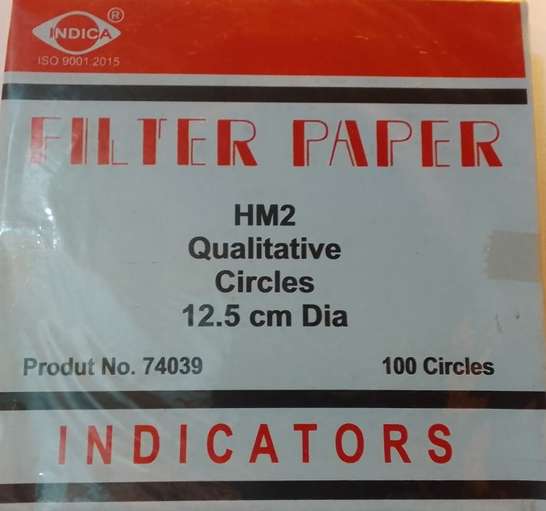 INDICA ®
ISO 9001:2015
FILTER PAPER
HM2
Qualitative
Circles
12.5 cm Dia
Produt No. 74039 100 Circles
INDICATORS